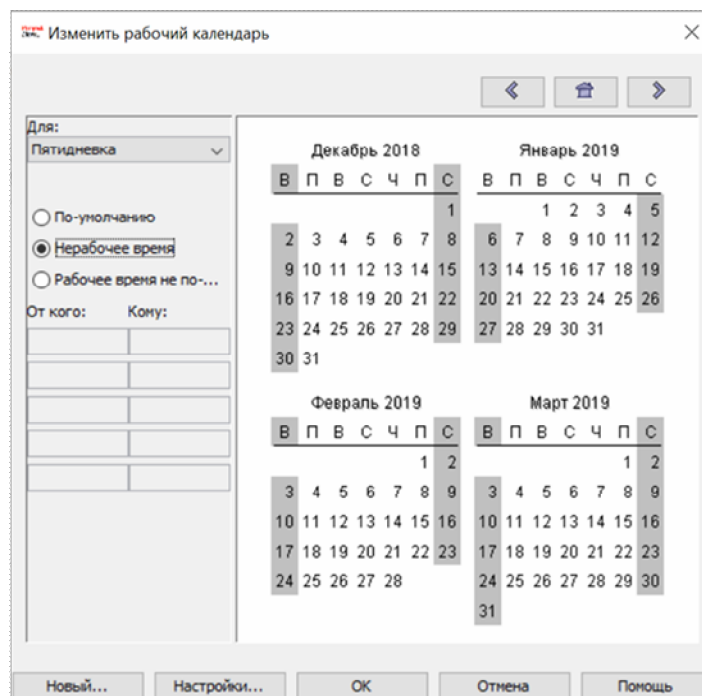 Изменить рабочий календарь
Для:
Пятидневка
По-умолчанию
Нерабочее время
Рабочее время не по-...
От кого: Кому:
Декабрь 2018
В П В С Ч П С
1
2 3 4 5 6 7 8
9 10 11 12 13 14 15
16 17 18 19 20 21 22
23 24 25 26 27 28 29
30 31
Январь 2019
В П В С Ч П С
1 2 3 4 5
6 7 8 9 10 11 12
13 14 15 16 17 18 19
20 21 22 23 24 25 26
27 28 29 30 31
Февраль 2019
В П В С Ч П С
1 2
3 4 5 6 7 8 9
10 11 12 13 14 15 16
17 18 19 20 21 22 23
24 25 26 27 28
Март 2019
В П В С Ч П С
1 2
3 4 5 6 7 8 9
10 11 12 13 14 15 16
17 18 19 20 21 22 23
24 25 26 27 28 29 30
31
Новый... Настройки... ОК Отмена Помощь